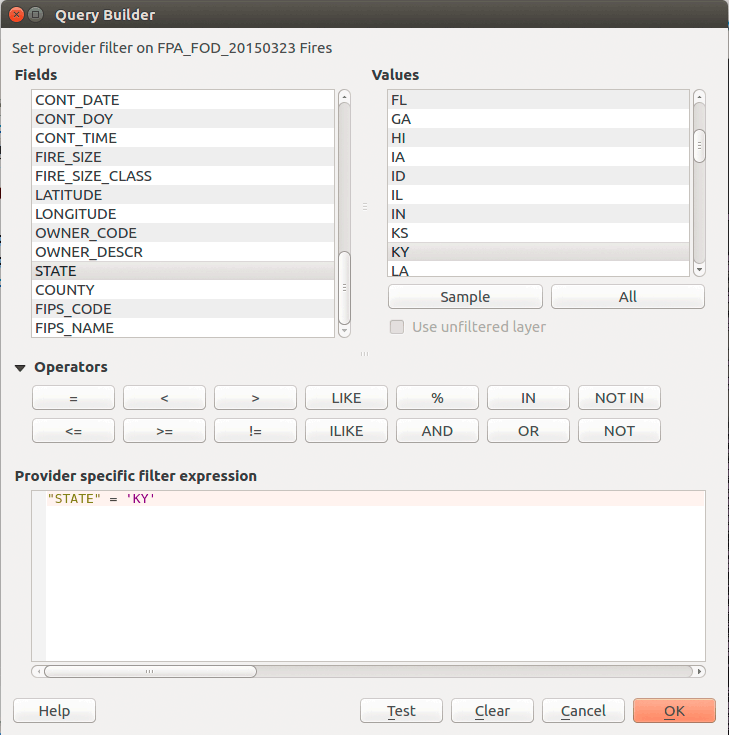 Query Builder
Set provider filter on FPA_FOD_20150323 Fires
Fields
CONT_DATE
CONT_DOY
CONT_TIME
FIRE_SIZE
FIRE_SIZE_CLASS
LATITUDE
LONGITUDE
OWNER_CODE
OWNER_DESCR
STATE
COUNTY
FIPS_CODE
FIPS_NAME
Values
FL
GA
HI
IA
ID
IL
IN
KS
KY
LA
Sample All
Use unfiltered layer
Operators
= < > LIKE % IN NOT IN
<= >= != ILIKE AND OR NOT
Provider specific filter expression
"STATE" = 'KY'
Help Test Clear Cancel OK